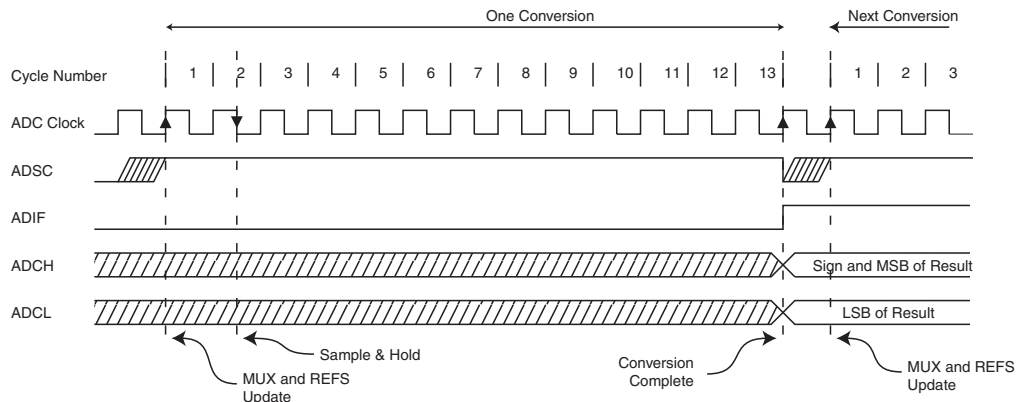 One Conversion
Next Conversion
Cycle Number
1 2 3 4 5 6 7 8 9 10 11 12 13 1 2 3
ADC Clock
ADSC
ADIF
ADCH
Sign and MSB of Result
ADCL
LSB of Result
Sample & Hold
MUX and REFS
Update
Conversion
Complete
MUX and REFS
Update